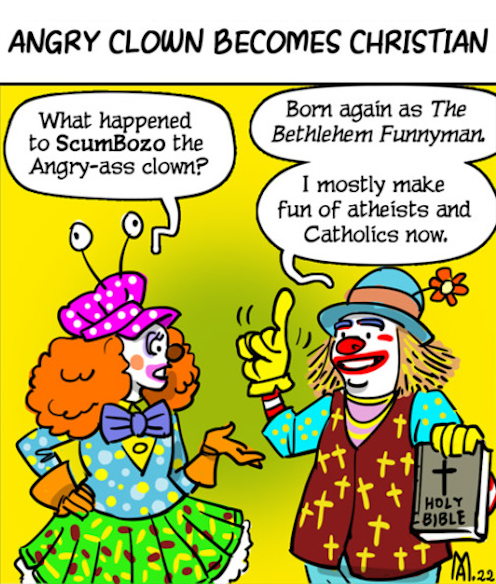 ANGRY CLOWN BECOMES CHRISTIAN
What happened
to ScumBozo the
Angry-ass clown?
Born again as The
Bethlehem Funnyman.
I mostly make
fun of atheists and
Catholics now.
HOLY
BIBLE